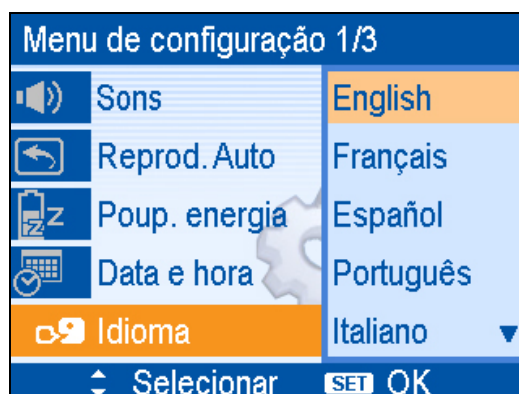 Menu de configuração 1/3
Sons
Reprod. Auto
Poup. energia
Data e hora
Idioma
English
Français
Español
Português
Italiano
Selecionar SET OK